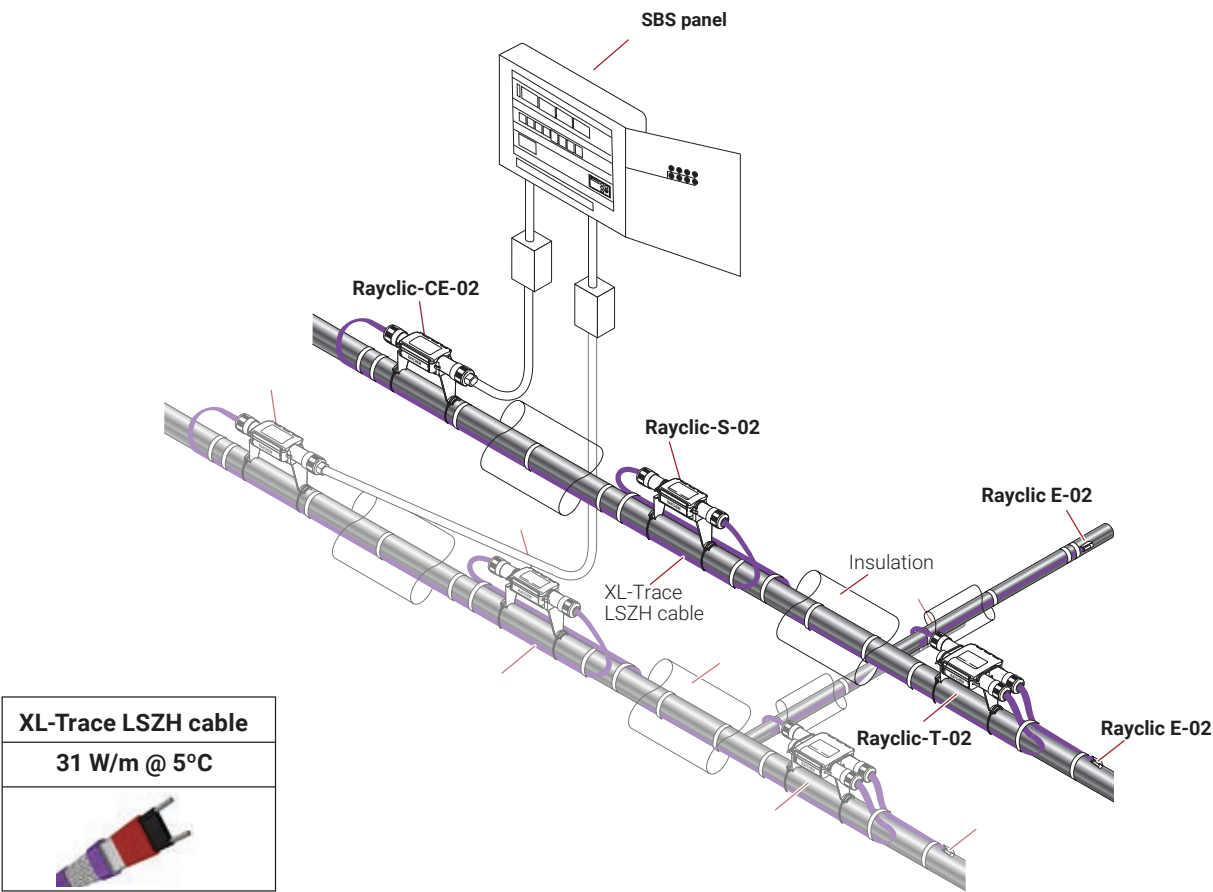 SBS panel
Rayclic-CE-02
Rayclic-S-02
Rayclic E-02
Insulation
XL-Trace
LSZH cable
Rayclic-T-02
Rayclic E-02
XL-Trace LSZH cable
31 W/m @ 5ºC